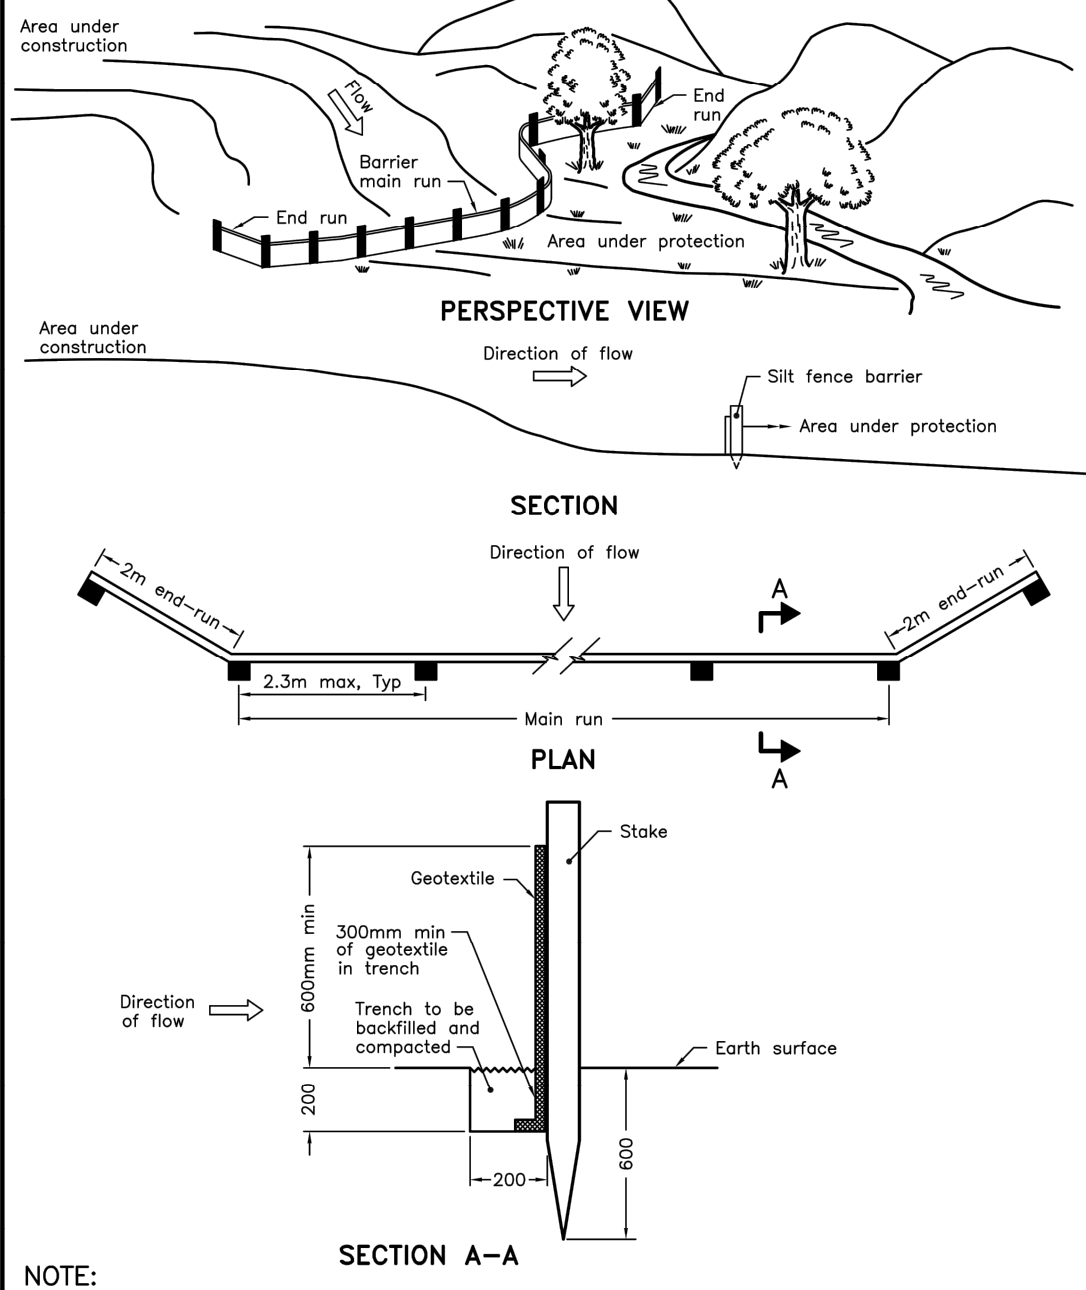 Area under
construction
Flow
End
run
Barrier
main run
End run
Area under protection
PERSPECTIVE VIEW
Area under
construction
Direction of flow
Silt fence barrier
Area under protection
SECTION
Direction of flow
2m end-run
A
2m end-run
2.3m max, Typ
Main run
PLAN
A
Stake
Geotextile
600mm min
300mm min
of geotextile
in trench
Direction
of flow
Trench to be
backfilled and
compacted
Earth surface
200
600
200
SECTION A-A
NOTE: